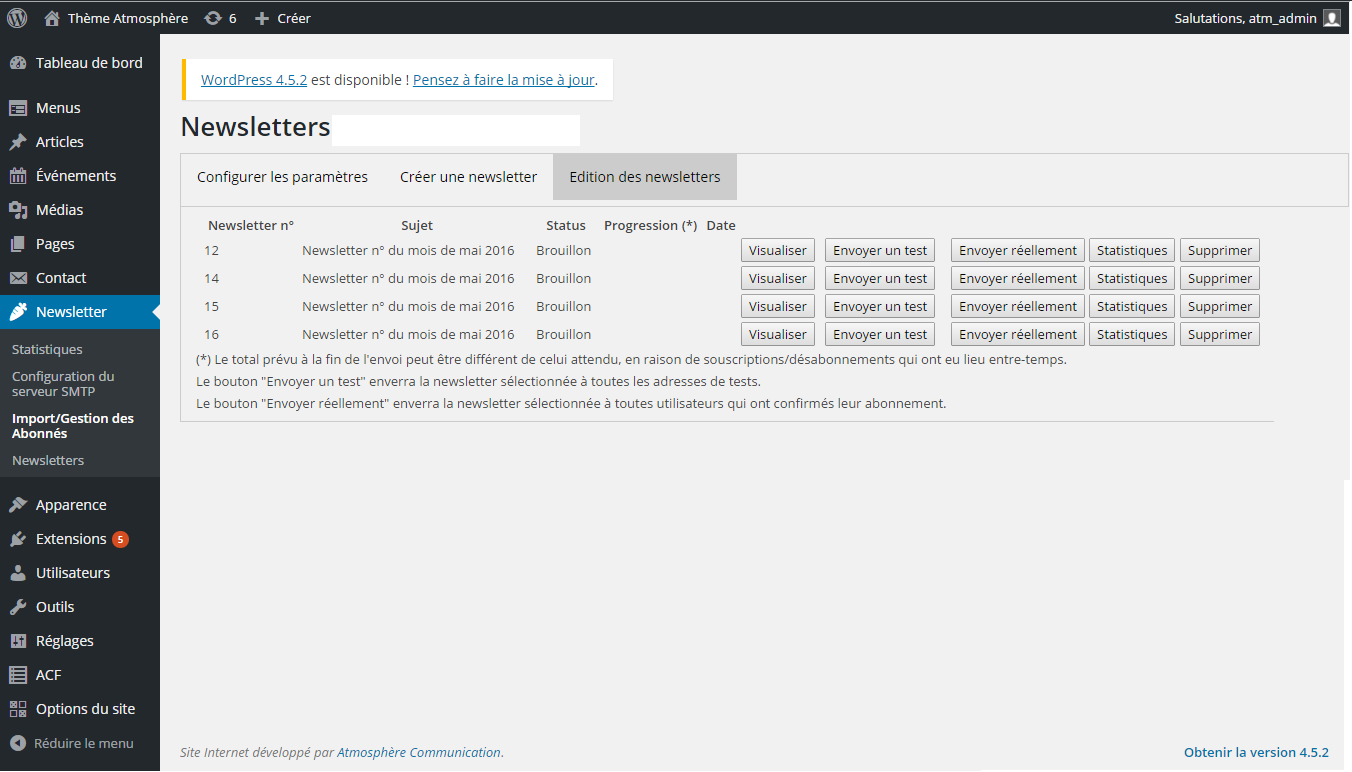 Thème Atmosphère 6 Créer Salutations, atm_admin
Tableau de bord
Menus
Articles
Événements
Médias
Pages
Contact
Newsletter
Statistiques
Configuration du
serveur SMTP
Import/Gestion des
Abonnés
Newsletters
Apparence
Extensions 5
Utilisateurs
Outils
Réglages
ACF
Options du site
Réduire le menu
WordPress 4.5.2 est disponible ! Pensez à faire la mise à jour.
Newsletters
Configurer les paramètres Créer une newsletter Edition des newsletters
Newsletter n° Sujet Status Progression (*) Date
12 Newsletter n° du mois de mai 2016 Brouillon Visualiser Envoyer un test Envoyer réellement Statistiques Supprimer
14 Newsletter n° du mois de mai 2016 Brouillon Visualiser Envoyer un test Envoyer réellement Statistiques Supprimer
15 Newsletter n° du mois de mai 2016 Brouillon Visualiser Envoyer un test Envoyer réellement Statistiques Supprimer
16 Newsletter n° du mois de mai 2016 Brouillon Visualiser Envoyer un test Envoyer réellement Statistiques Supprimer
(*) Le total prévu à la fin de l'envoi peut être différent de celui attendu, en raison de souscriptions/désabonnements qui ont eu lieu entre-temps.
Le bouton "Envoyer un test" enverra la newsletter sélectionnée à toutes les adresses de tests.
Le bouton "Envoyer réellement" enverra la newsletter sélectionnée à toutes utilisateurs qui ont confirmés leur abonnement.
Site Internet développé par Atmosphère Communication. Obtenir la version 4.5.2